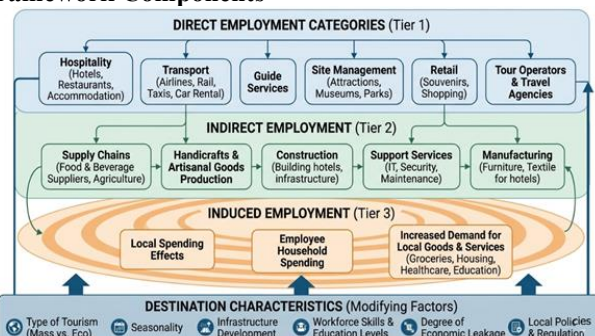 ramework Components
DIRECT EMPLOYMENT CATEGORIES (Tier 1)
Hospitality
(Hotels,
Restaurants,
Accommodation)
Transport
(Airlines, Rail,
Taxis, Car Rental)
Guide
Services
Site Management
(Attractions,
Museums, Parks)
Retail
(Souvenirs,
Shopping)
Tour Operators
& Travel
Agencies
INDIRECT EMPLOYMENT (Tier 2)
Supply Chains
(Food & Beverage
Suppliers, Agriculture)
Handicrafts &
Artisanal Goods
Production
Construction
(Building hotels,
infrastructure)
Support Services
(IT, Security,
Maintenance)
Manufacturing
(Furniture, Textile
for hotels)
INDUCED EMPLOYMENT (Tier 3)
Local Spending
Effects
Employee
Household
Spending
Increased Demand for
Local Goods & Services
(Groceries, Housing,
Healthcare, Education)
DESTINATION CHARACTERISTICS (Modifying Factors)
Type of Tourism
(Mass vs. Eco)
Seasonality
Infrastructure
Development
Workforce Skills &
Education Levels
Degree of
Economic Leakage
Local Policies
& Regulation